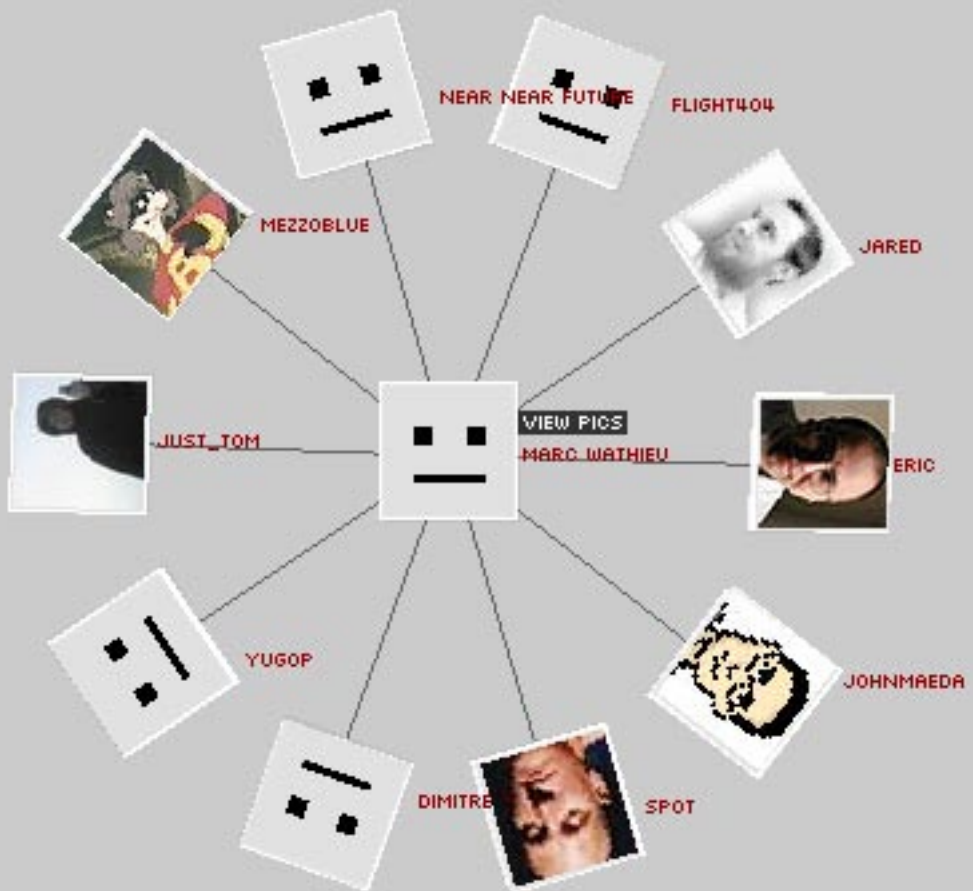 NEAR NEAR FUTURE
FLIGHT404
MEZZOBLUE
JARED
VIEW PICS
JUST_TOM
MARC WATHIEU
ERIC
YUGOP
JOHNMAEDA
DIMITRE
SPOT